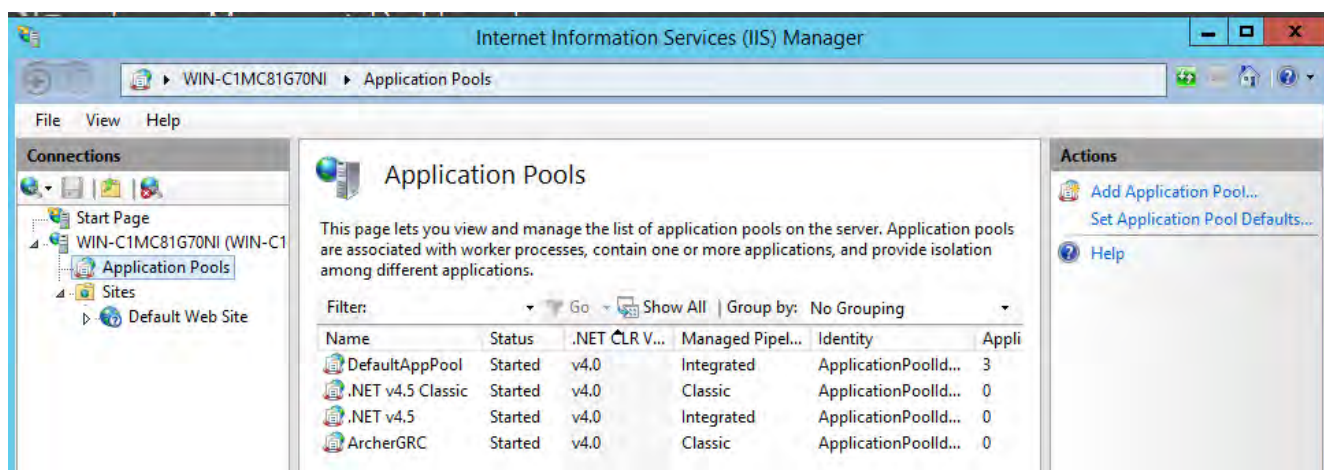 Internet Information Services (IIS) Manager
WIN-C1MC81G70NI ▸ Application Pools
File View Help
Connections
Start Page
WIN-C1MC81G70NI (WIN-C1
Application Pools
Sites
Default Web Site
Application Pools
This page lets you view and manage the list of application pools on the server. Application pools
are associated with worker processes, contain one or more applications, and provide isolation
among different applications.
Filter: Go Show All | Group by: No Grouping
Name Status .NET CLR V... Managed Pipel... Identity Appli
DefaultAppPool Started v4.0 Integrated ApplicationPoolId... 3
.NET v4.5 Classic Started v4.0 Classic ApplicationPoolId... 0
.NET v4.5 Started v4.0 Integrated ApplicationPoolId... 0
ArcherGRC Started v4.0 Classic ApplicationPoolId... 0
Actions
Add Application Pool...
Set Application Pool Defaults...
Help